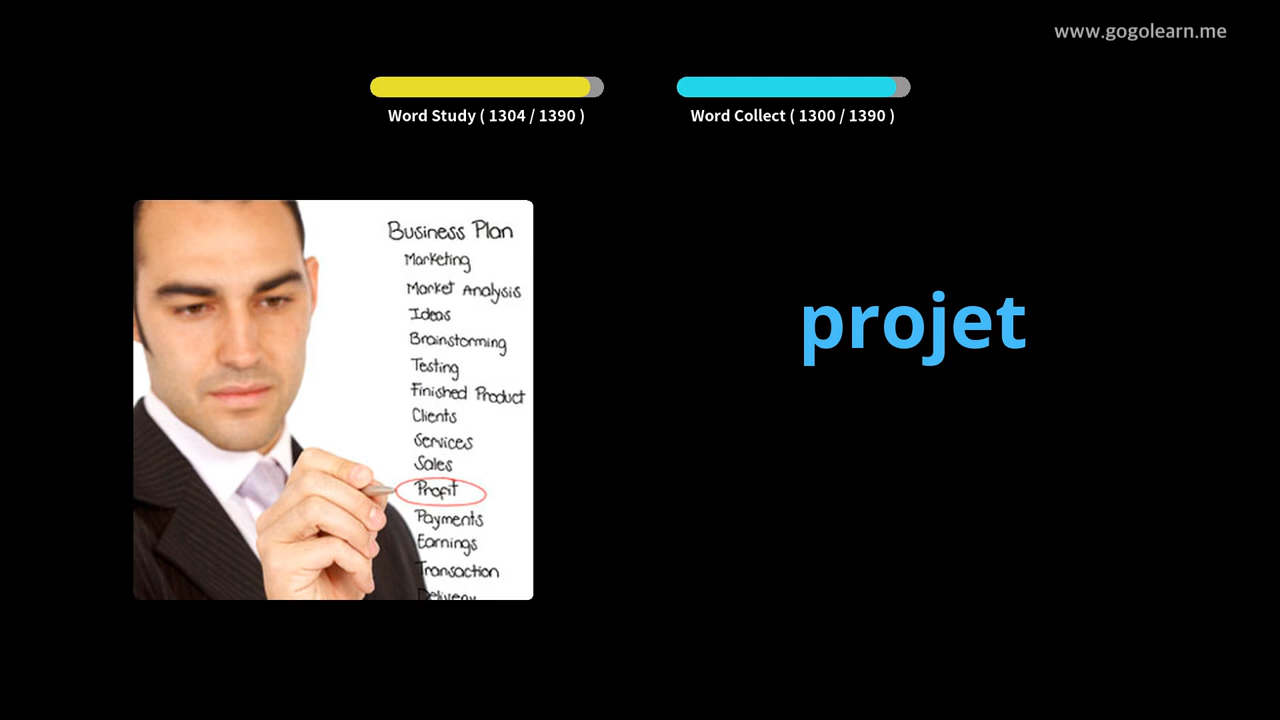 www.gogolearn.me
Word Study ( 1304 / 1390 )
Word Collect ( 1300 / 1390 )
Business Plan
Marketing
Market Analysis
Ideas
Brainstorming
Testing
Finished Product
Clients
Services
Sales
Profit
Payments
Earnings
Transaction
Delivery
projet